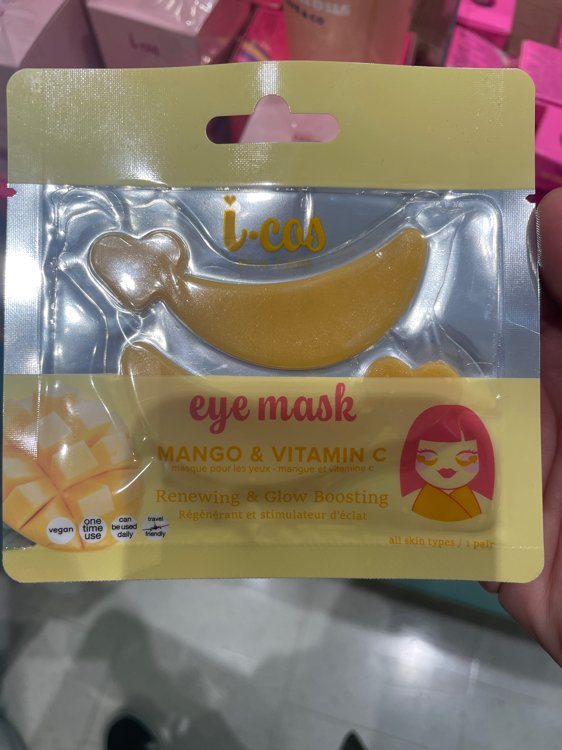 i·cos
i·cos
eye mask
MANGO & VITAMIN C
masque pour les yeux - mangue et vitamine c
Renewing & Glow Boosting
Régénérant et stimulateur d'éclat
vegan
one
time
use
can
be used
daily
travel
friendly
all skin types / 1 pair